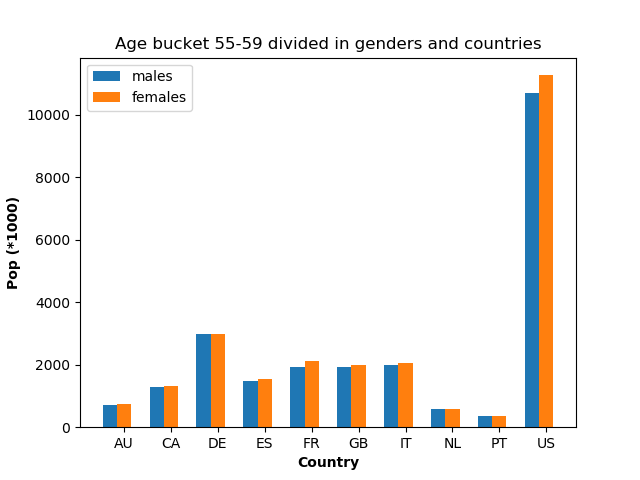 Age bucket 55-59 divided in genders and countries
males
females
10000
8000
6000
4000
2000
0
Pop (*1000)
AU CA DE ES FR GB IT NL PT US
Country